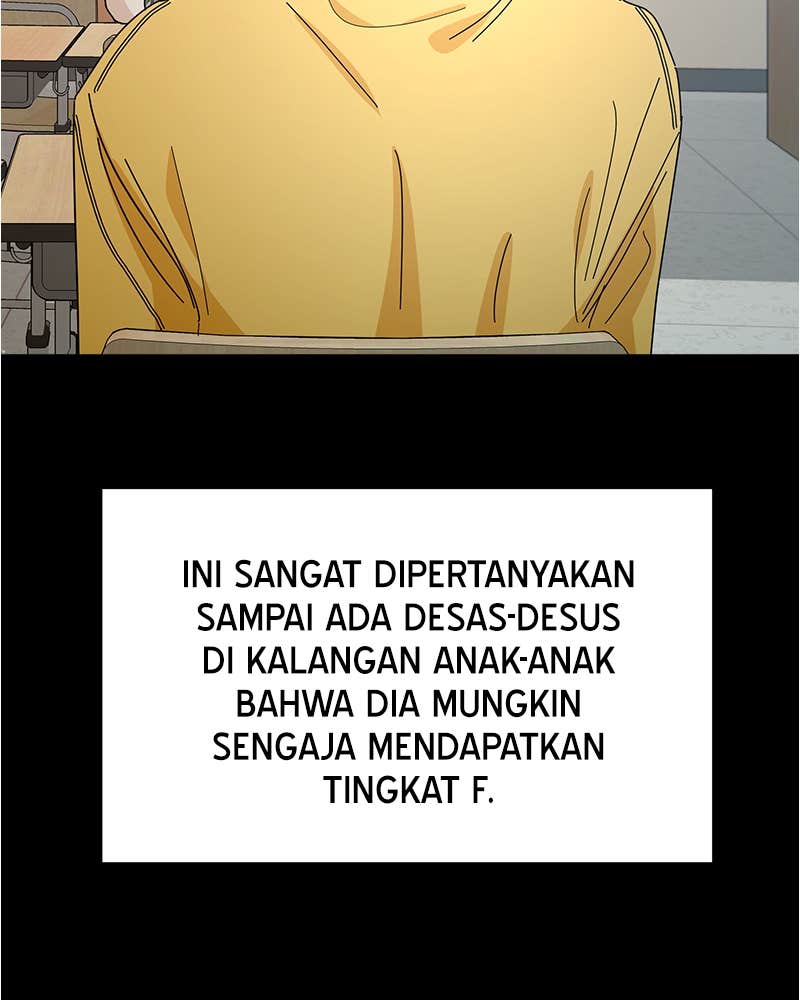 INI SANGAT DIPERTANYAKAN
SAMPAI ADA DESAS-DESUS
DI KALANGAN ANAK-ANAK
BAHWA DIA MUNGKIN
SENGAJA MENDAPATKAN
TINGKAT F.